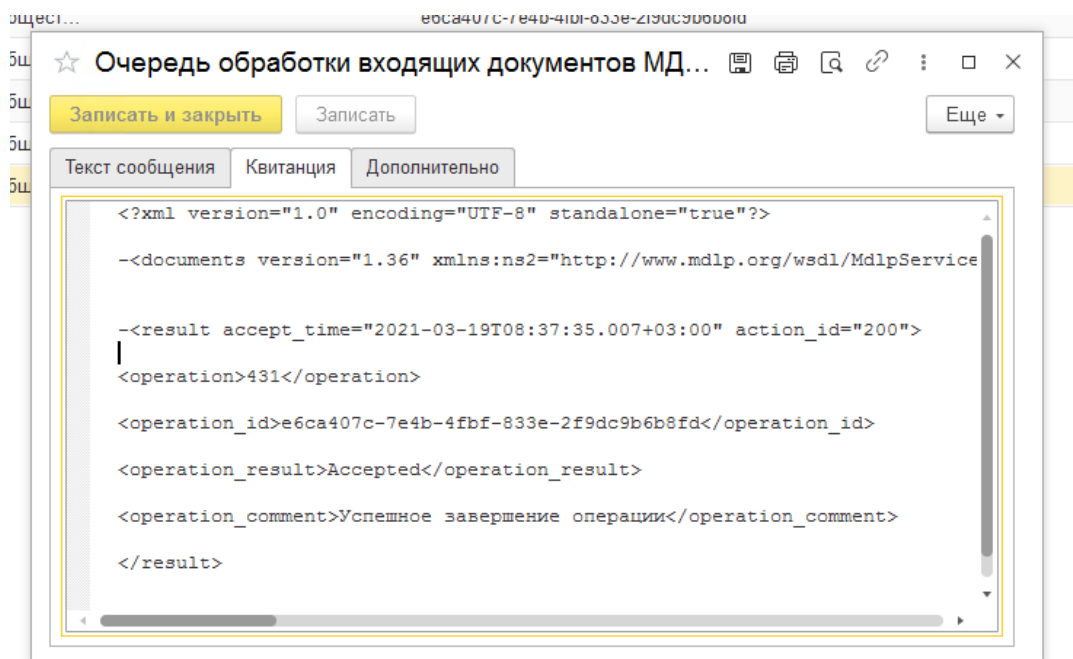 Очередь обработки входящих документов МД...
Записать и закрыть Записать Еще
Текст сообщения Квитанция Дополнительно
<?xml version="1.0" encoding="UTF-8" standalone="true"?>
-<documents version="1.36" xmlns:ns2="http://www.mdlp.org/wsdl/MdlpService
-<result accept_time="2021-03-19T08:37:35.007+03:00" action_id="200">
<operation>431</operation>
<operation_id>e6ca407c-7e4b-4fbf-833e-2f9dc9b6b8fd</operation_id>
<operation_result>Accepted</operation_result>
<operation_comment>Успешное завершение операции</operation_comment>
</result>